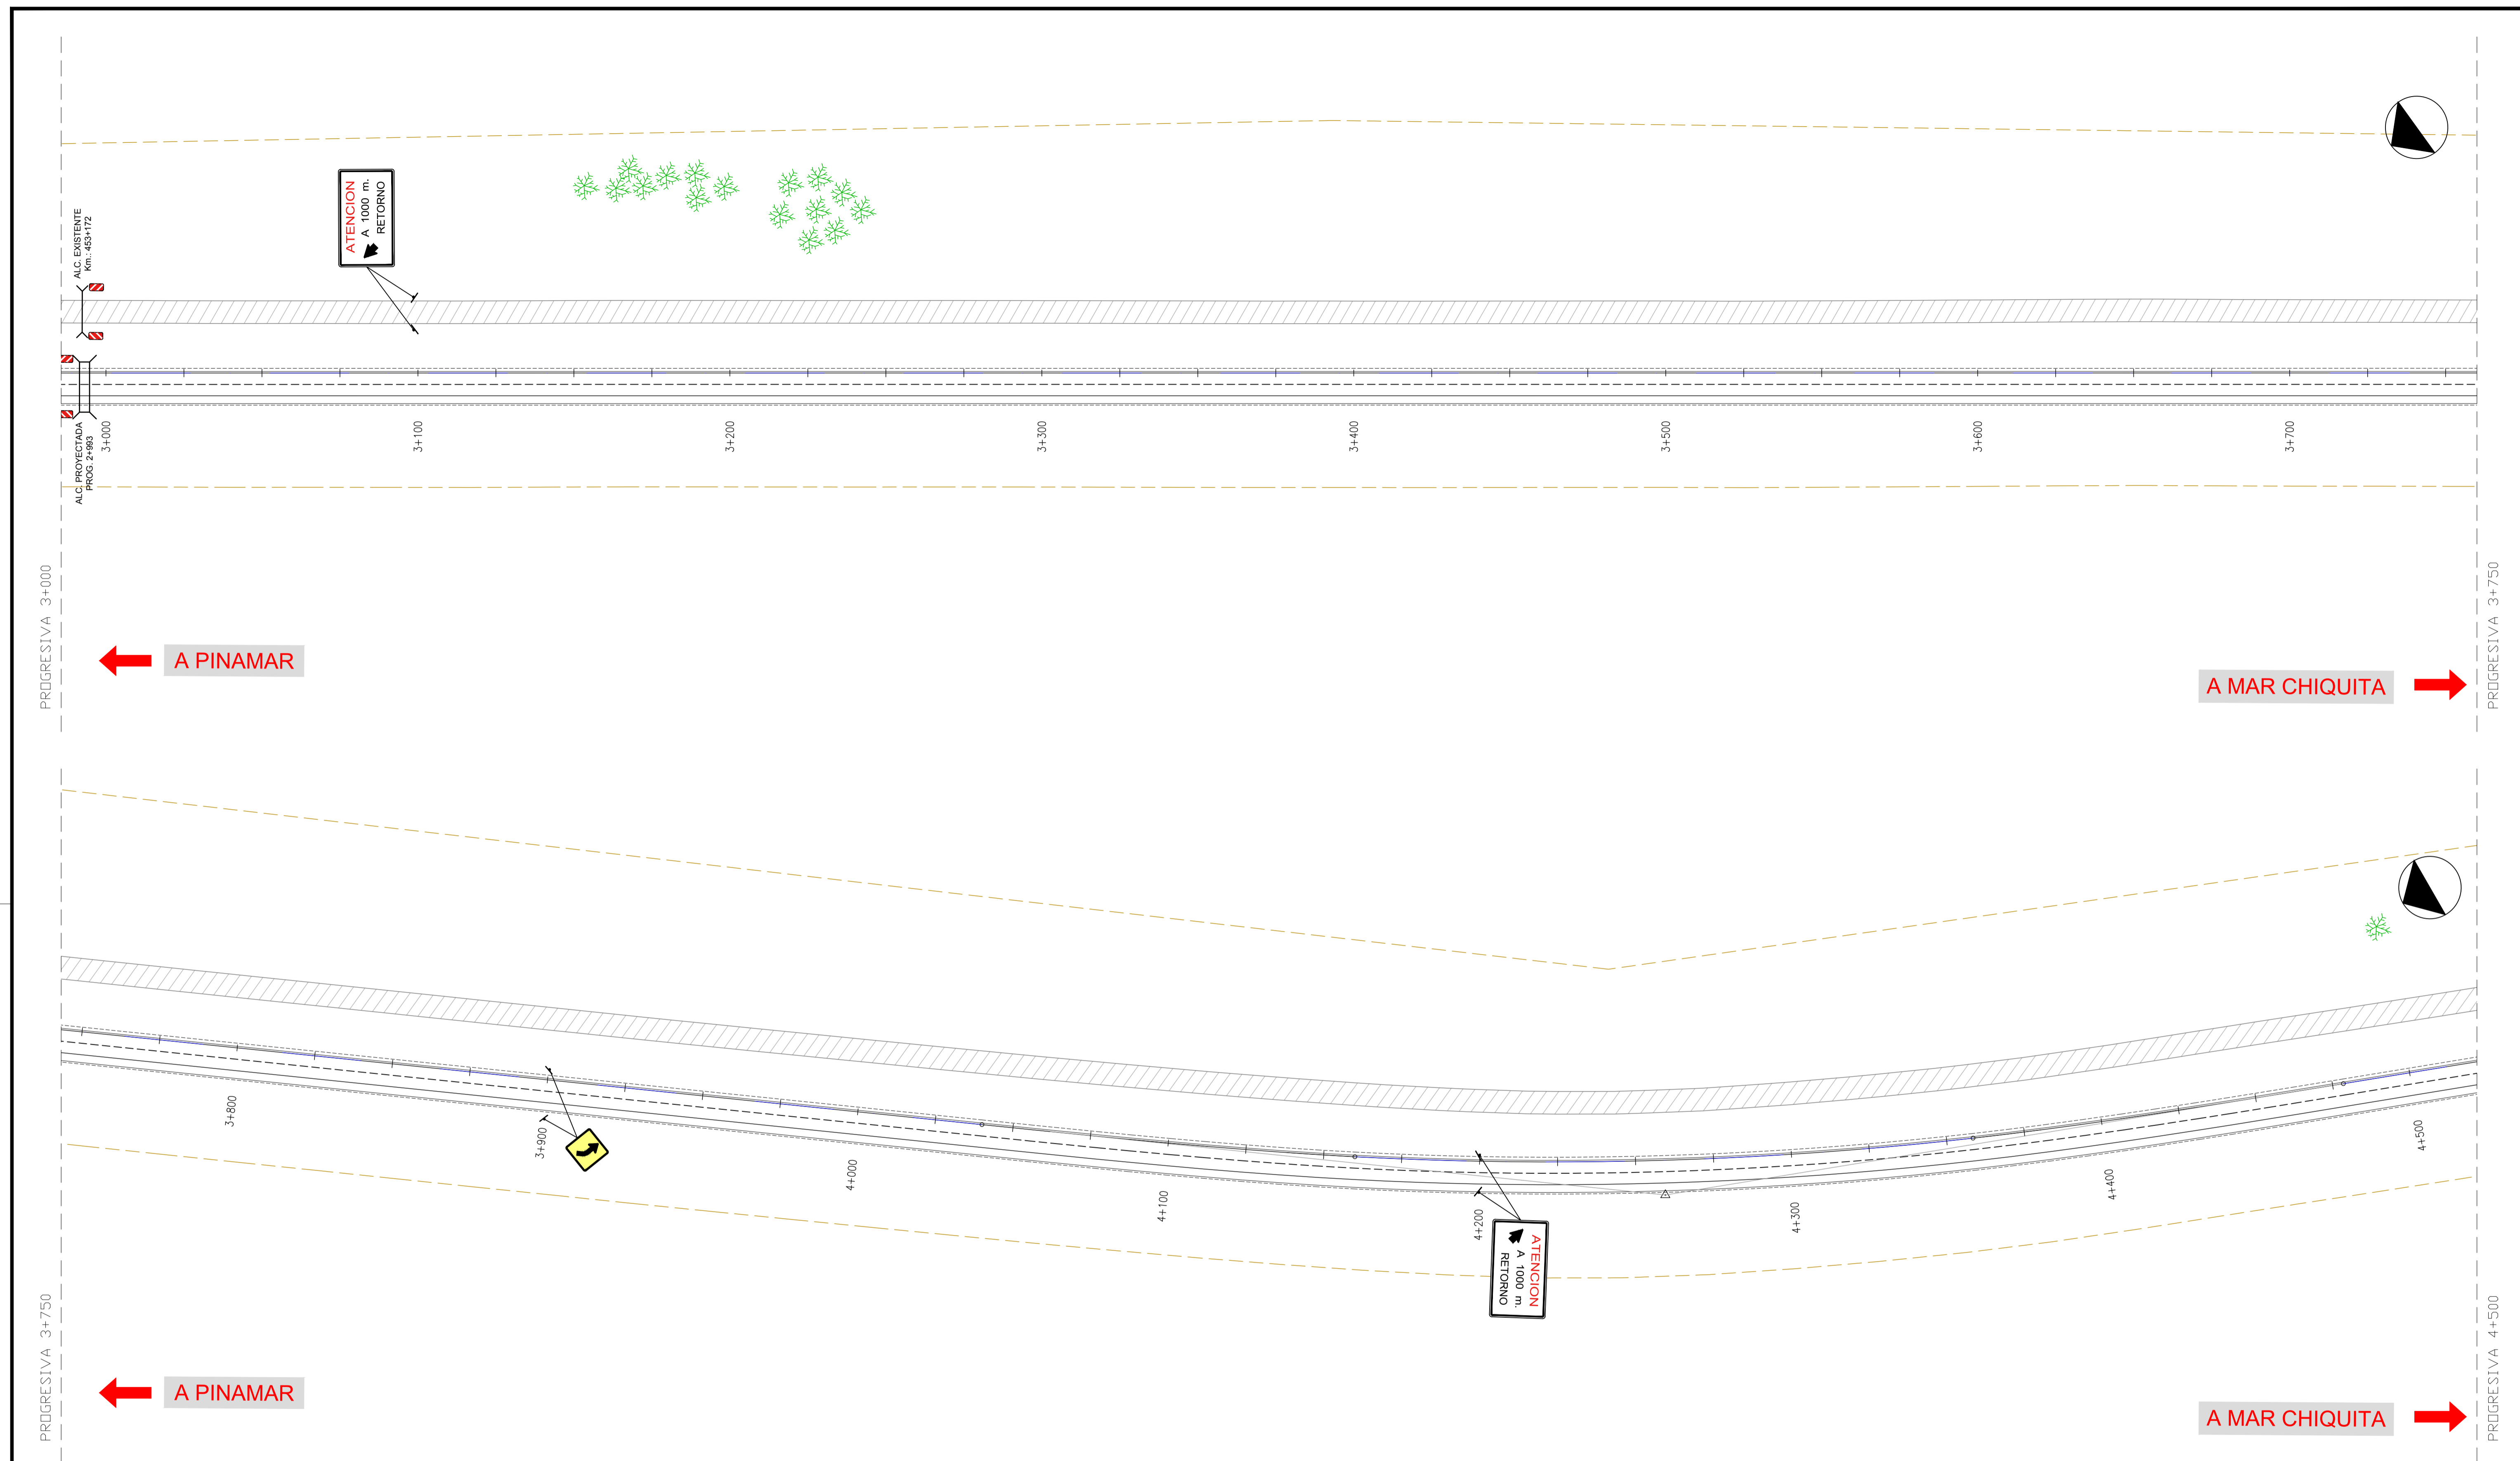 ALC. EXISTENTE
Km.: 453+172
ATENCION
A 1000 m.
RETORNO
ALC. PROYECTADA
PROG. 2+993
3+000
3+100
3+200
3+300
3+400
3+500
3+600
3+700
PROGRESIVA 3+000
PROGRESIVA 3+750
A PINAMAR
A MAR CHIQUITA
3+800
3+900
4+000
4+100
4+200
4+300
4+400
4+500
ATENCION
A 1000 m.
RETORNO
PROGRESIVA 3+750
PROGRESIVA 4+500
A PINAMAR
A MAR CHIQUITA